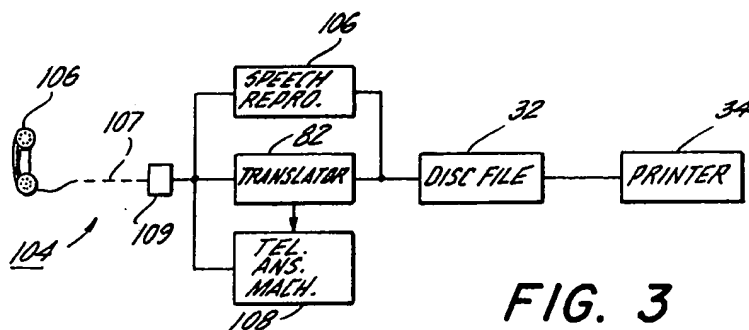 106
106
SPEECH
REPRO.
107
82
32
34
TRANSLATOR
DISC FILE
PRINTER
109
104
TEL.
ANS.
MACH.
108
FIG. 3